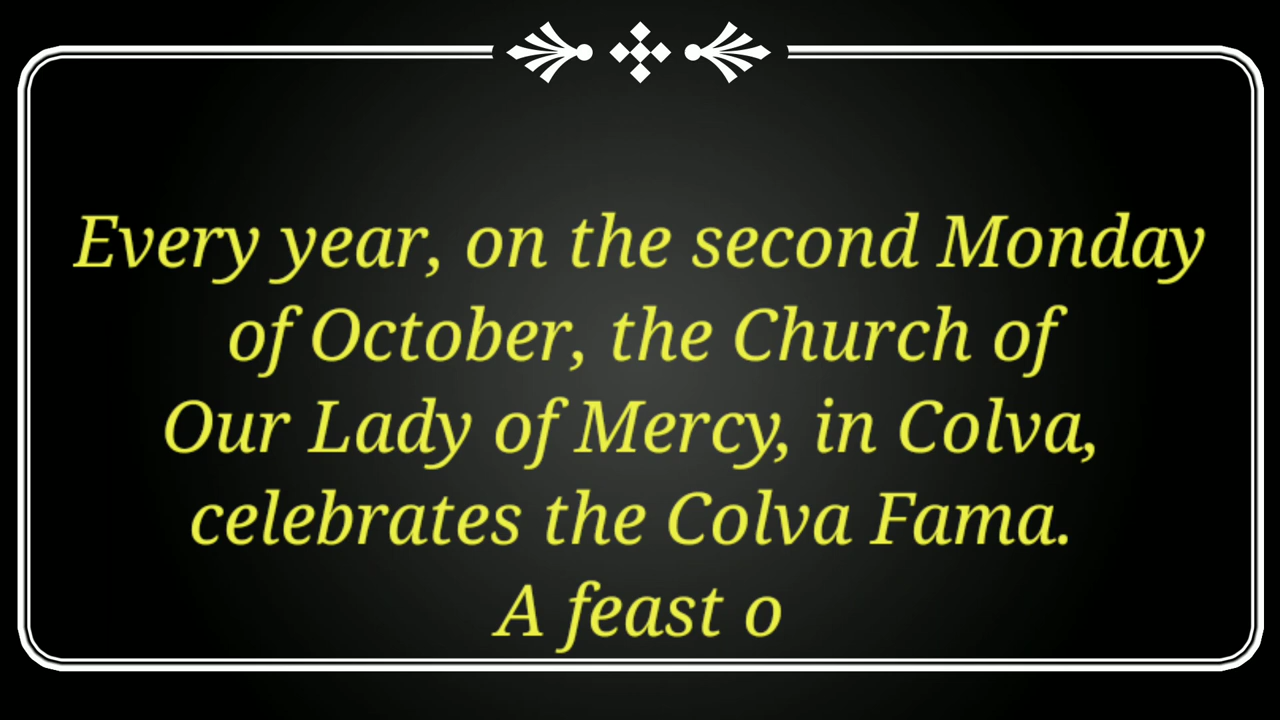 Every year, on the second Monday
of October, the Church of
Our Lady of Mercy, in Colva,
celebrates the Colva Fama.
A feast o